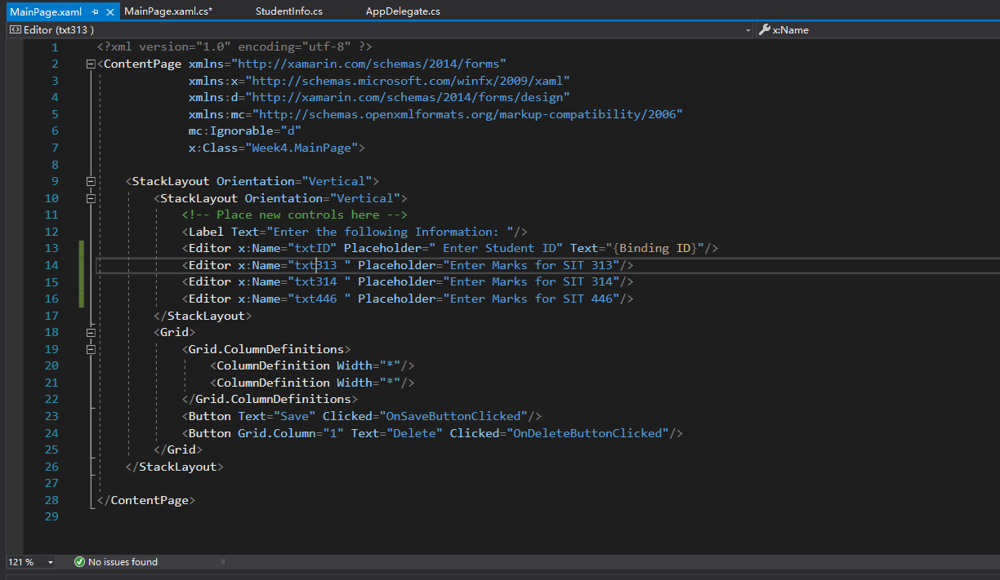 MainPage.xaml MainPage.xaml.cs* StudentInfo.cs AppDelegate.cs
Editor (txt313 ) x:Name
1 <?xml version="1.0" encoding="utf-8" ?>
2 <ContentPage xmlns="http://xamarin.com/schemas/2014/forms"
3 xmlns:x="http://schemas.microsoft.com/winfx/2009/xaml"
4 xmlns:d="http://xamarin.com/schemas/2014/forms/design"
5 xmlns:mc="http://schemas.openxmlformats.org/markup-compatibility/2006"
6 mc:Ignorable="d"
7 x:Class="Week4.MainPage">
8
9 <StackLayout Orientation="Vertical">
10 <StackLayout Orientation="Vertical">
11 <!-- Place new controls here -->
12 <Label Text="Enter the following Information: "/>
13 <Editor x:Name="txtID" Placeholder=" Enter Student ID" Text="{Binding ID}"/>
14 <Editor x:Name="txt313 " Placeholder="Enter Marks for SIT 313"/>
15 <Editor x:Name="txt314 " Placeholder="Enter Marks for SIT 314"/>
16 <Editor x:Name="txt446 " Placeholder="Enter Marks for SIT 446"/>
17 </StackLayout>
18 <Grid>
19 <Grid.ColumnDefinitions>
20 <ColumnDefinition Width="*"/>
21 <ColumnDefinition Width="*"/>
22 </Grid.ColumnDefinitions>
23 <Button Text="Save" Clicked="OnSaveButtonClicked"/>
24 <Button Grid.Column="1" Text="Delete" Clicked="OnDeleteButtonClicked"/>
25 </Grid>
26 </StackLayout>
27
28 </ContentPage>
29
121 % No issues found